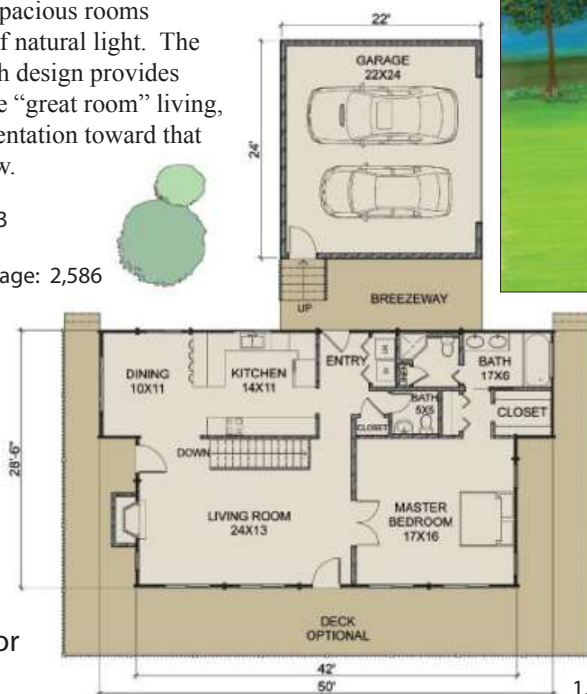 pacious rooms
f natural light. The
h design provides
e “great room” living,
entation toward that
w.
3
age: 2,586
22'
GARAGE
22X24
24'
UP
BREEZEWAY
DINING
10X11
KITCHEN
14X11
ENTRY
BATH
17X6
BATH
5X5
CLOSET
CLOSET
DOWN
28'-6"
LIVING ROOM
24X13
MASTER
BEDROOM
17X16
DECK
OPTIONAL
or
42'
50'
1